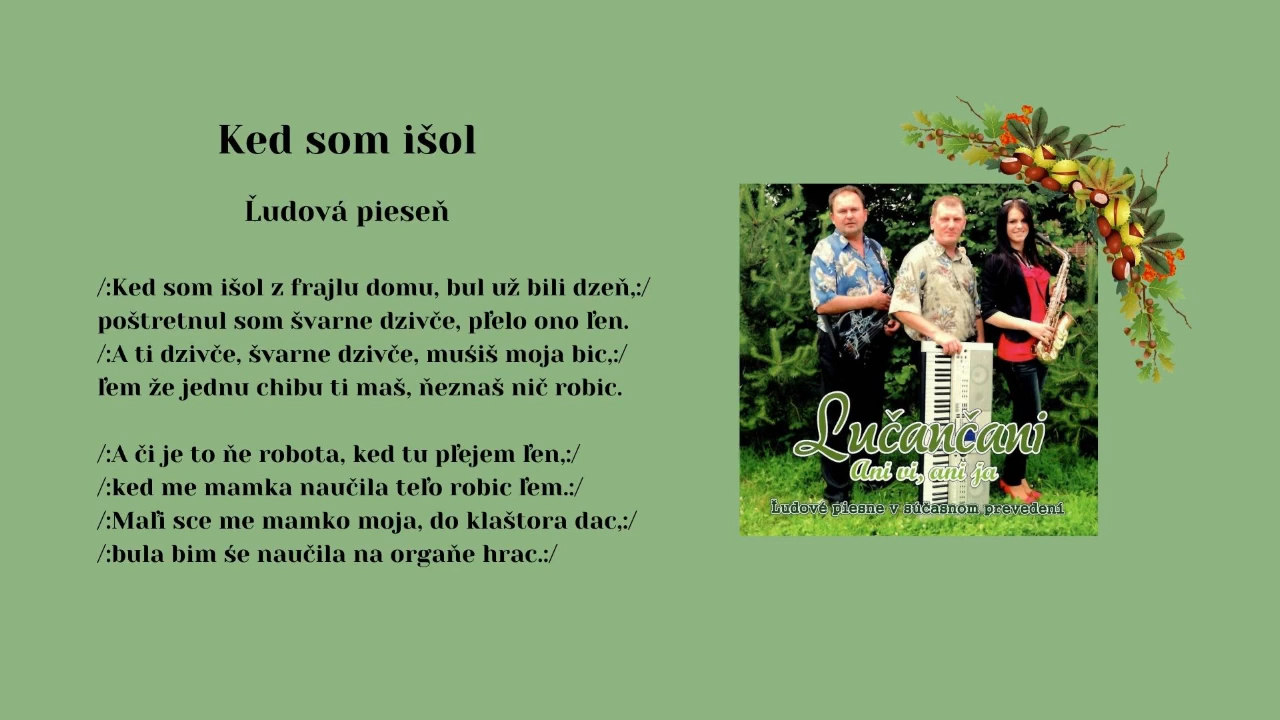 Ked som išol
Ľudová pieseň
/:Ked som išol z frajlu domu, bul už bili dzeň,:/
poštretnul som švarne dzivče, pľelo ono ľen.
/:A ti dzivče, švarne dzivče, muśiš moja bic,:/
ľem že jednu chibu ti maš, ňeznaš nič robic.
/:A či je to ňe robota, ked tu pľejem ľen,:/
/:ked me mamka naučila teľo robic ľem.:/
/:Maľi sce me mamko moja, do klaštora dac,:/
/:bula bim śe naučila na orgaňe hrac.:/
Lučančani
Ani vi, ani ja
Ľudové piesne v súčasnom prevedení